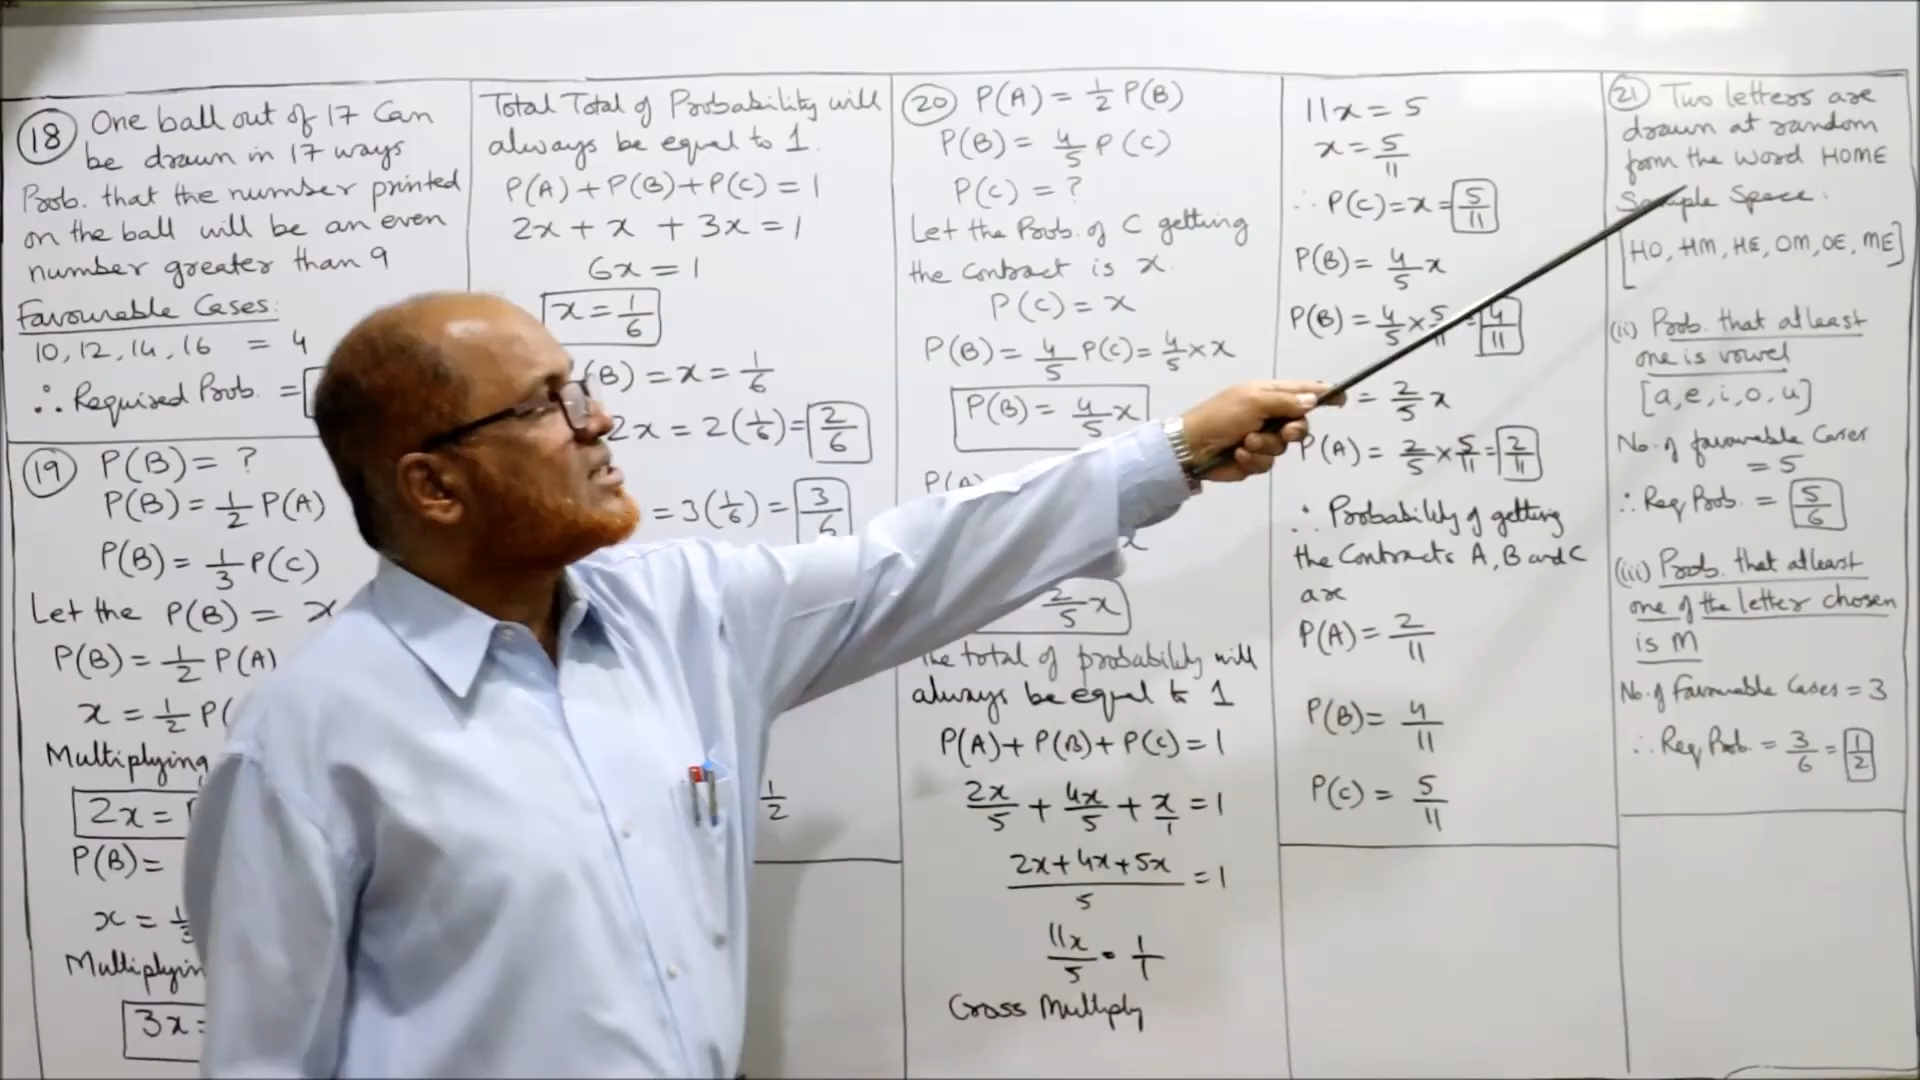 18 One ball out of 17 Can
be drawn in 17 ways
Prob. that the number printed
on the ball will be an even
number greater than 9
Favourable Cases:
10, 12, 14, 16 = 4
∴ Required Prob. =
19 P(B) = ?
P(B) = 1/2 P(A)
P(B) = 1/3 P(C)
Let the P(B) = x
P(B) = 1/2 P(A)
x = 1/2 P(
Multiplying
2x =
P(B) =
x =
Multiplyin
3x =
Total Total of Probability will
always be equal to 1.
P(A) + P(B) + P(C) = 1
2x + x + 3x = 1
6x = 1
x = 1/6
(B) = x = 1/6
2x = 2(1/6) = 2/6
= 3(1/6) = 3/6
1/2
20 P(A) = 1/2 P(B)
P(B) = 4/5 P(C)
P(C) = ?
Let the Prob. of C getting
the Contract is x.
P(C) = x
P(B) = 4/5 P(C) = 4/5 × x
P(B) = 4/5 x
P(A)
x
2/5 x
The total of probability will
always be equal to 1
P(A) + P(B) + P(C) = 1
2x/5 + 4x/5 + x/1 = 1
2x + 4x + 5x / 5 = 1
11x/5 = 1/1
Cross Multiply
11x = 5
x = 5/11
∴ P(C) = x = 5/11
P(B) = 4/5 x
P(B) = 4/5 × 5/11 = 4/11
= 2/5 x
P(A) = 2/5 × 5/11 = 2/11
∴ Probability of getting
the Contracts A, B and C
are
P(A) = 2/11
P(B) = 4/11
P(C) = 5/11
21 Two letters are
drawn at random
from the word HOME
Sample Space:
[HO, HM, HE, OM, OE, ME]
(ii) Prob. that atleast
one is vowel
[a, e, i, o, u]
No. of favourable Cases
= 5
∴ Req Prob. = 5/6
(iii) Prob. that atleast
one of the letter chosen
is M
No. of Favourable Cases = 3
∴ Req Prob. = 3/6 = 1/2